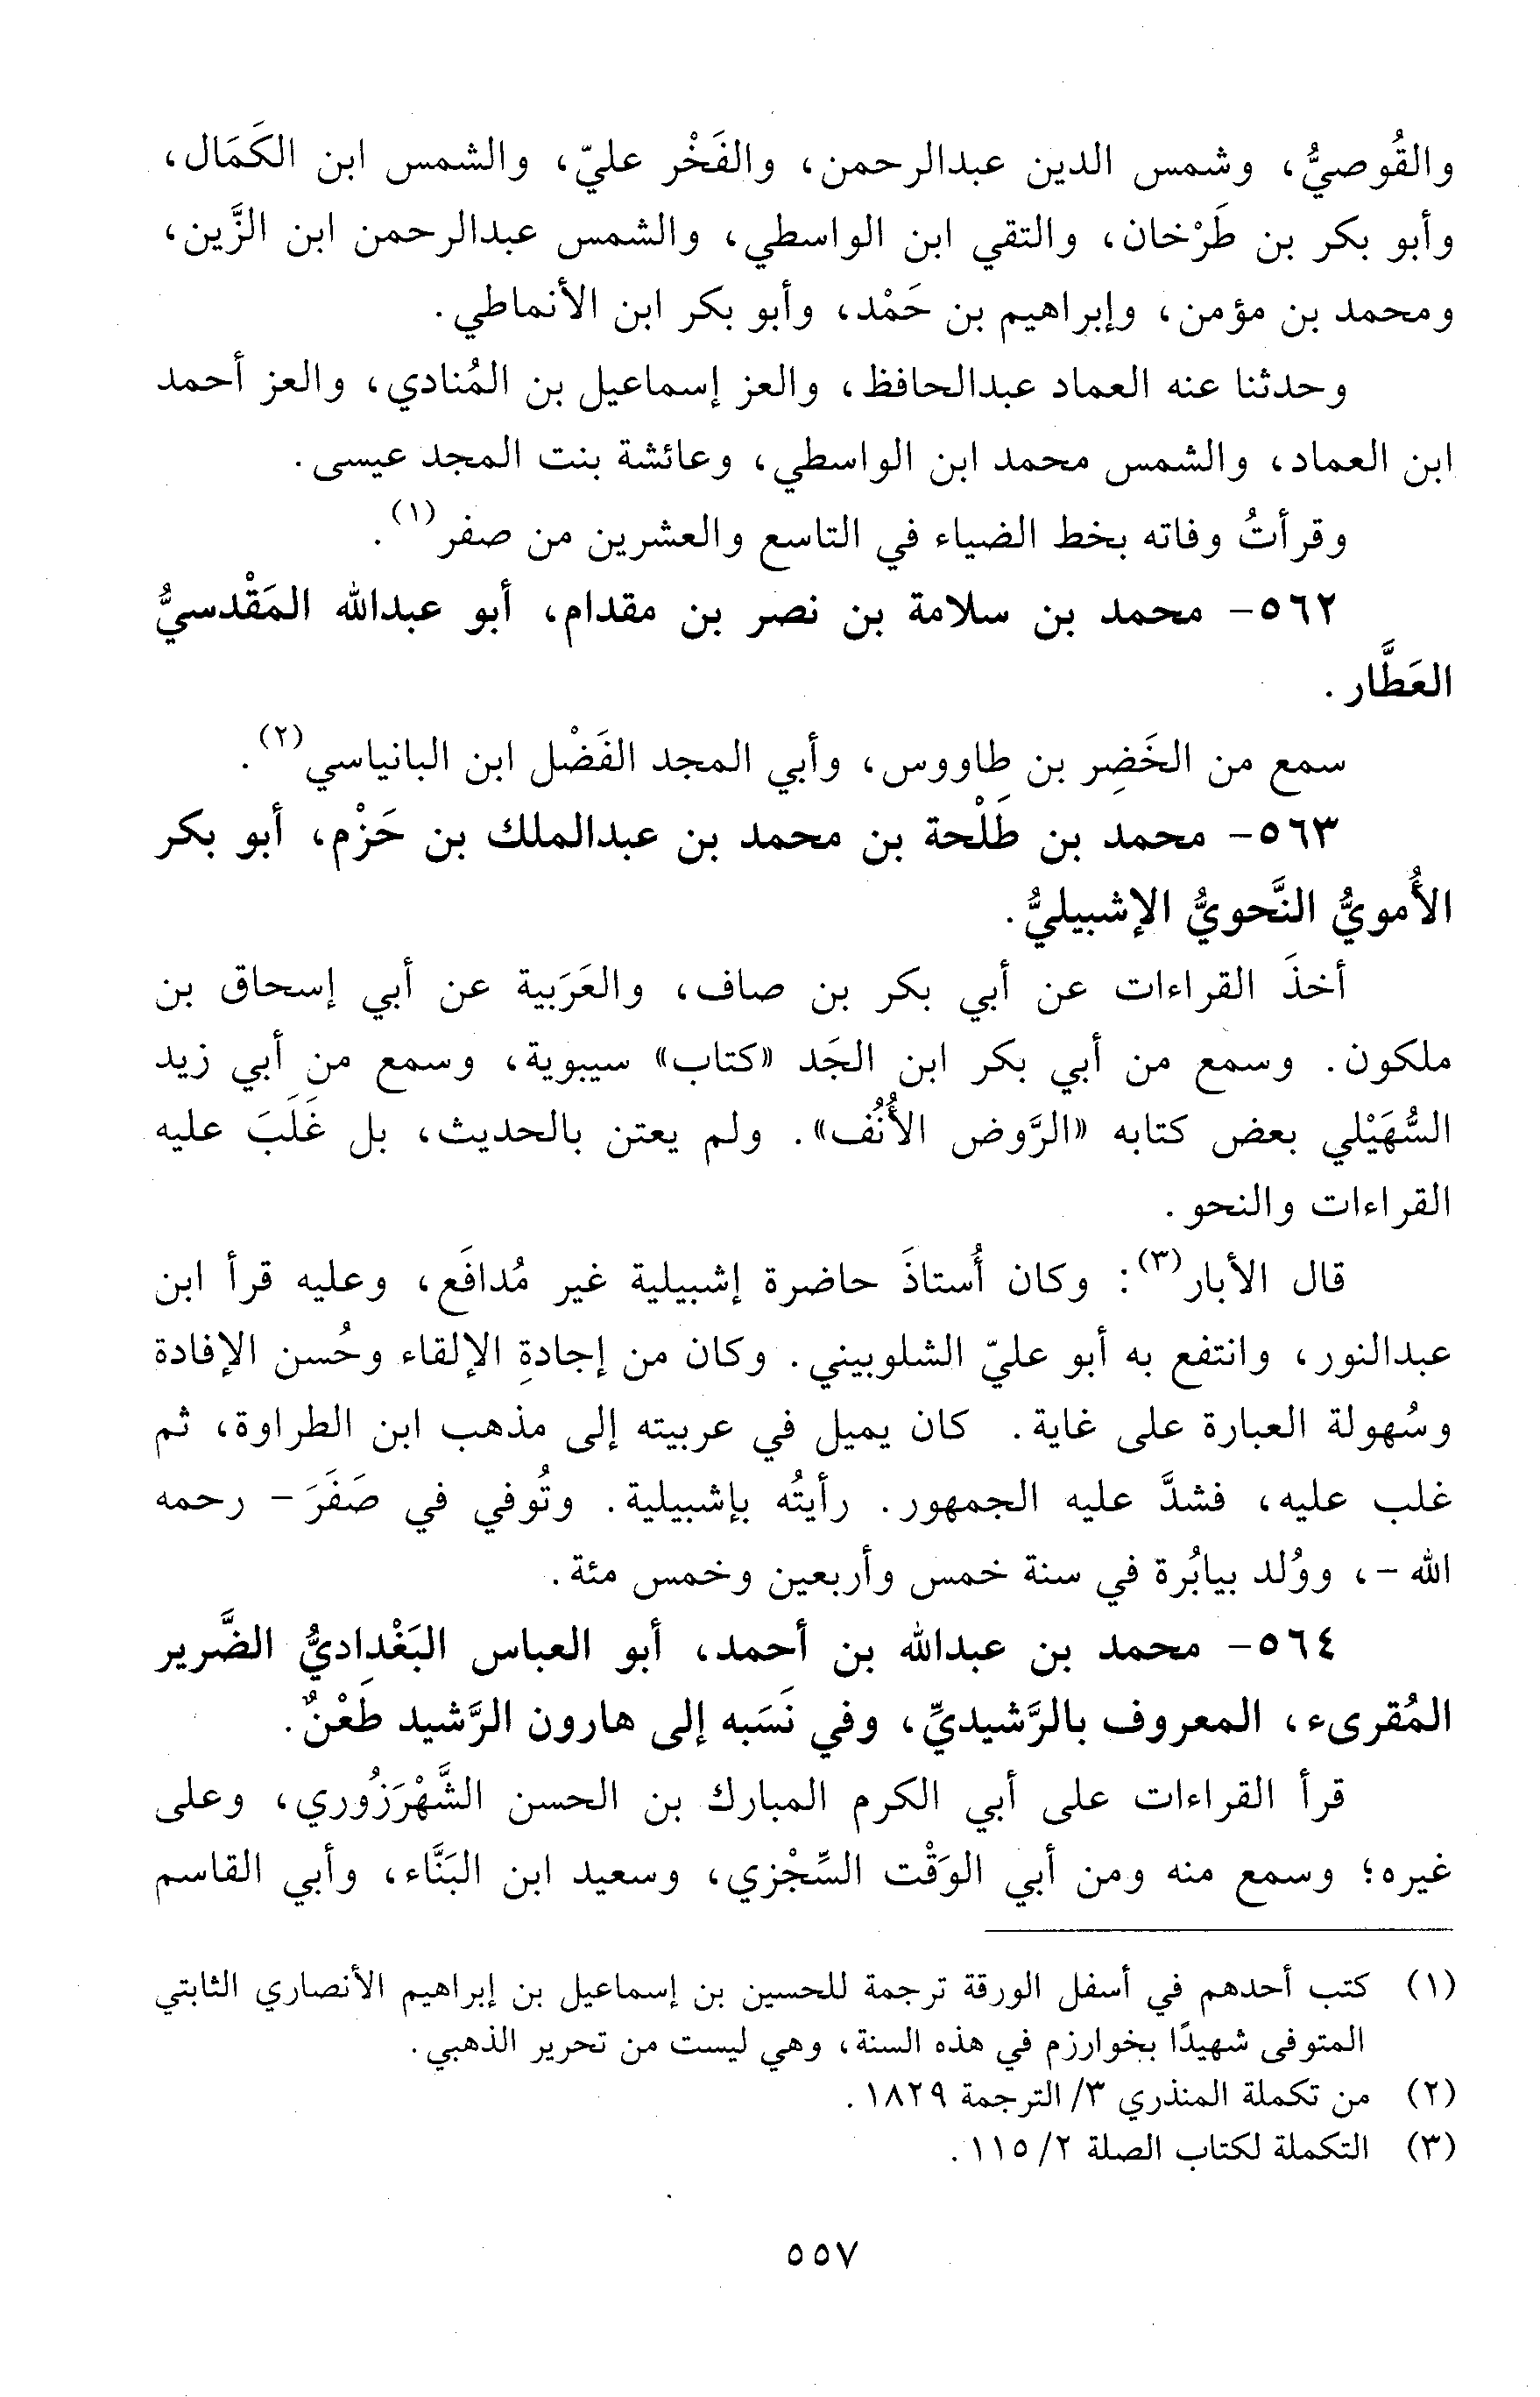 والقُوصيُّ، وشمس الدين عبدالرحمن، والفَخْر عليّ، والشمس ابن الكَمَال،
وأبو بكر بن طَرْخان، والتقي ابن الواسطي، والشمس عبدالرحمن ابن الزَّين،
ومحمد بن مؤمن، وإبراهيم بن حَمْد، وأبو بكر ابن الأنماطي.
وحدثنا عنه العماد عبدالحافظ، والعز إسماعيل بن المُنادي، والعز أحمد
ابن العماد، والشمس محمد ابن الواسطي، وعائشة بنت المجد عيسى.
وقرأتُ وفاته بخط الضياء في التاسع والعشرين من صفر(١).
٥٦٢- محمد بن سلامة بن نصر بن مقدام، أبو عبدالله المَقْدسيُّ
العَطَّار.
سمع من الخَضِر بن طاووس، وأبي المجد الفَضْل ابن البانياسي(٢).
٥٦٣- محمد بن طَلْحة بن محمد بن عبدالملك بن حَزْم، أبو بكر
الأُمويُّ النَّحويُّ الإشبيليُّ.
أخذَ القراءات عن أبي بكر بن صاف، والعَرَبية عن أبي إسحاق بن
ملكون. وسمع من أبي بكر ابن الجَد «كتاب» سيبوية، وسمع من أبي زيد
السُّهَيْلي بعض كتابه «الرَّوض الأُنُف». ولم يعتن بالحديث، بل غَلَبَ عليه
القراءات والنحو.
قال الأبار(٣): وكان أُستاذَ حاضرة إشبيلية غير مُدافَع، وعليه قرأ ابن
عبدالنور، وانتفع به أبو عليّ الشلوبيني. وكان من إجادةِ الإلقاء وحُسن الإفادة
وسُهولة العبارة على غاية. كان يميل في عربيته إلى مذهب ابن الطراوة، ثم
غلب عليه، فشدَّ عليه الجمهور. رأيتُه بإشبيلية. وتُوفي في صَفَرَ - رحمه
الله -، ووُلد بيابُرة في سنة خمس وأربعين وخمس مئة.
٥٦٤- محمد بن عبدالله بن أحمد، أبو العباس البَغْداديُّ الضَّرير
المُقرىء، المعروف بالرَّشيديِّ، وفي نَسَبه إلى هارون الرَّشيد طَعْنٌ.
قرأ القراءات على أبي الكرم المبارك بن الحسن الشَّهْرَزُوري، وعلى
غيره؛ وسمع منه ومن أبي الوَقْت السِّجْزي، وسعيد ابن البَنَّاء، وأبي القاسم
(١) كتب أحدهم في أسفل الورقة ترجمة للحسين بن إسماعيل بن إبراهيم الأنصاري الثابتي
المتوفى شهيدًا بخوارزم في هذه السنة، وهي ليست من تحرير الذهبي.
(٢) من تكملة المنذري ٣/ الترجمة ١٨٢٩.
(٣) التكملة لكتاب الصلة ٢/ ١١٥.
٥٥٧